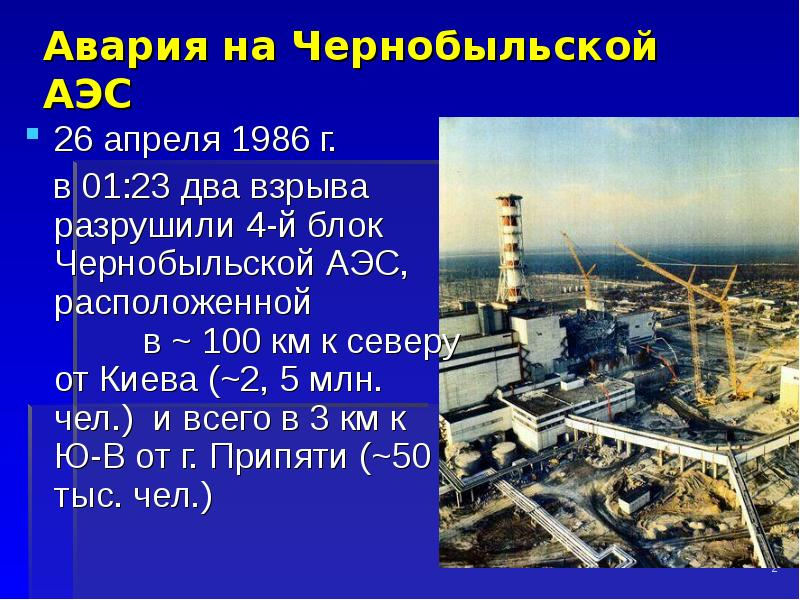 Авария на Чернобыльской
АЭС
26 апреля 1986 г.
в 01:23 два взрыва
разрушили 4-й блок
Чернобыльской АЭС,
расположенной
в ~ 100 км к северу
от Киева (~2, 5 млн.
чел.) и всего в 3 км к
Ю-В от г. Припяти (~50
тыс. чел.)
2